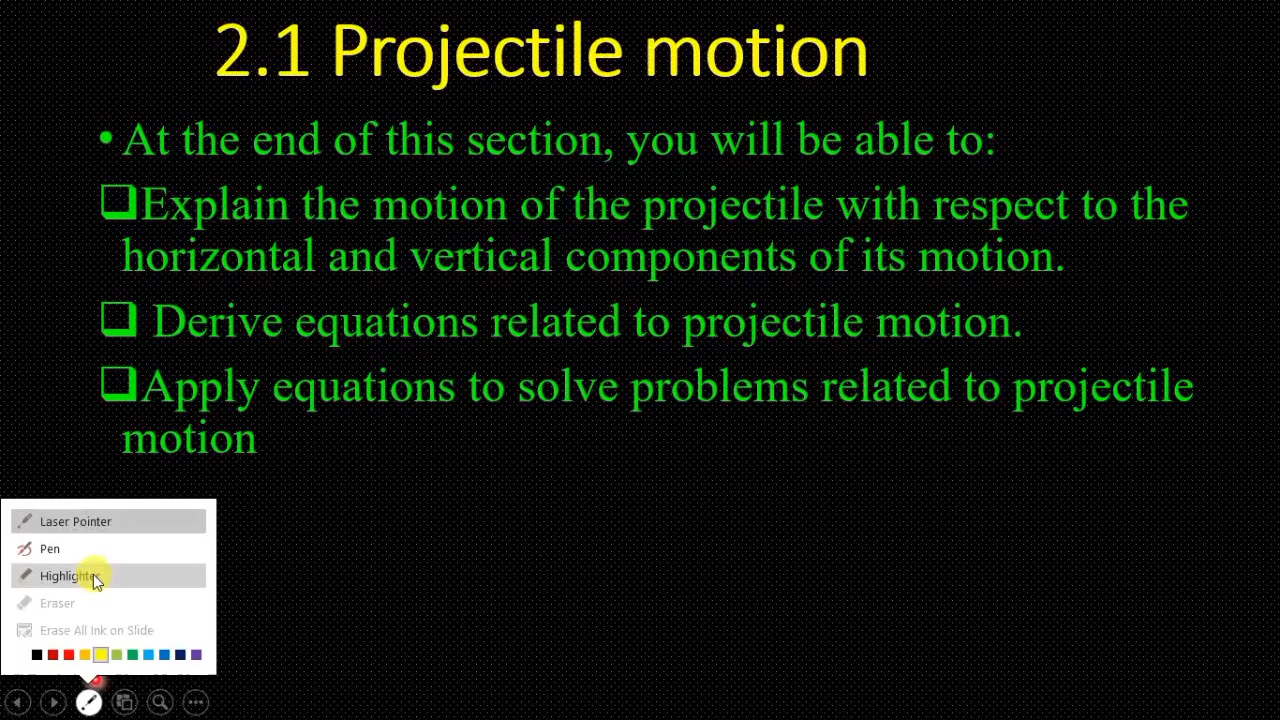 2.1 Projectile motion
• At the end of this section, you will be able to:
❑Explain the motion of the projectile with respect to the
horizontal and vertical components of its motion.
❑ Derive equations related to projectile motion.
❑Apply equations to solve problems related to projectile
motion
Laser Pointer
Pen
Highlighter
Eraser
Erase All Ink on Slide